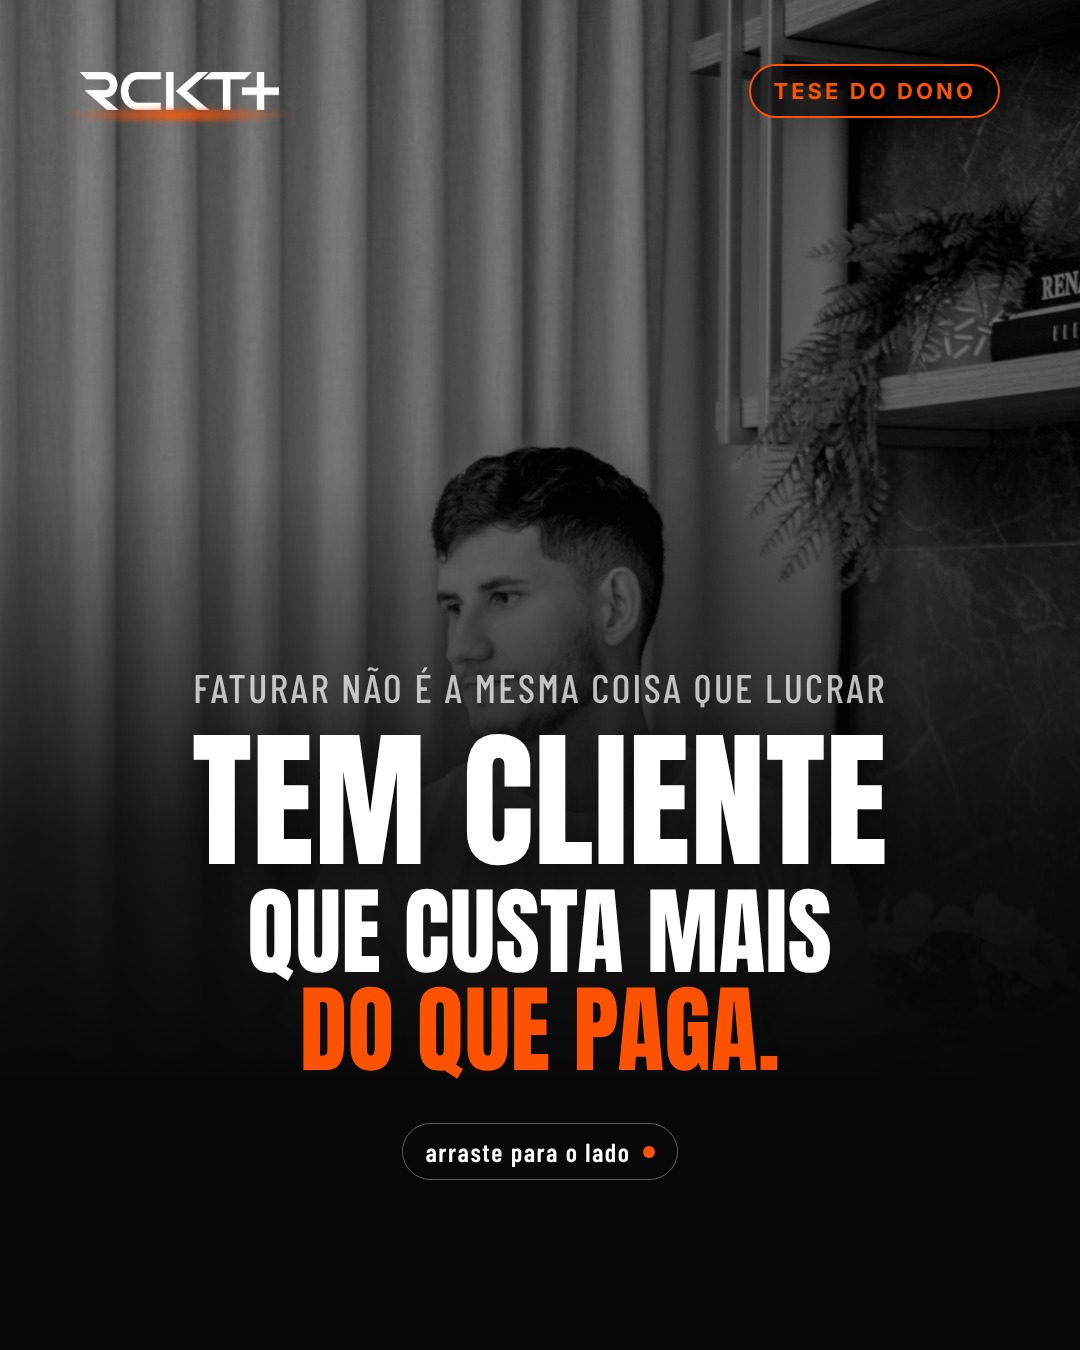 RCKT+
TESE DO DONO
RENA
FATURAR NÃO É A MESMA COISA QUE LUCRAR
TEM CLIENTE
QUE CUSTA MAIS
DO QUE PAGA.
arraste para o lado